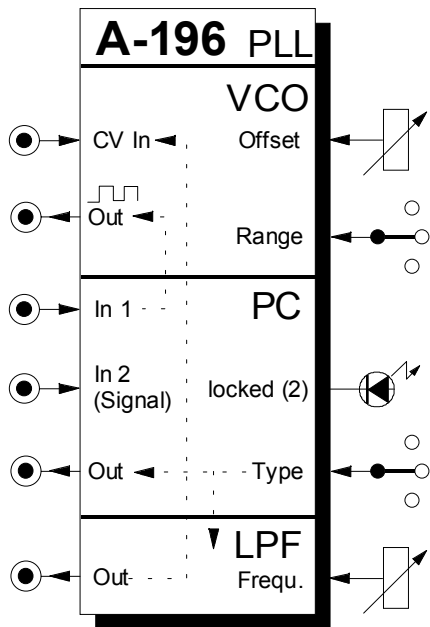 A-196 PLL
VCO
CV In
Offset
Out
Range
In 1
PC
In 2
(Signal)
locked (2)
Out
Type
LPF
Out
Frequ.